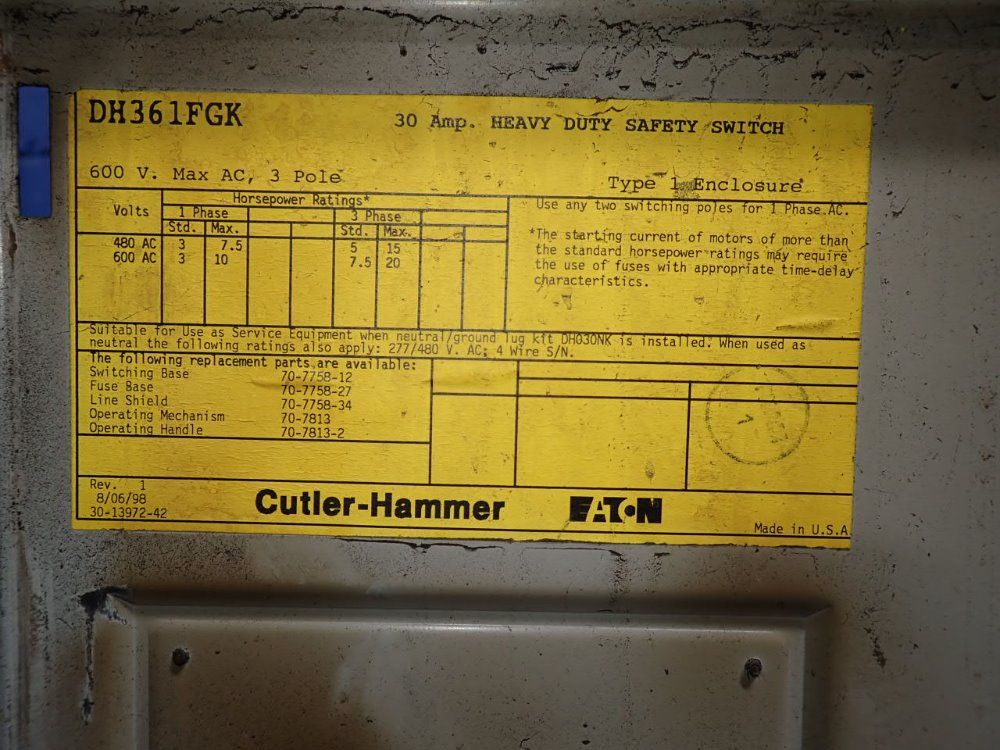 DH361FGK
30 Amp. HEAVY DUTY SAFETY SWITCH
600 V. Max AC, 3 Pole
Type 1 Enclosure
Horsepower Ratings*
Volts
1 Phase
3 Phase
Std. Max. Std. Max.
480 AC 3 7.5 5 15
600 AC 3 10 7.5 20
Use any two switching poles for 1 Phase AC.
*The starting current of motors of more than
the standard horsepower ratings may require
the use of fuses with appropriate time-delay
characteristics.
Suitable for Use as Service Equipment when neutral/ground lug kit DH030NK is installed. When used as
neutral the following ratings also apply: 277/480 V. AC; 4 Wire S/N.
The following replacement parts are available:
Switching Base 70-7758-12
Fuse Base 70-7758-27
Line Shield 70-7758-34
Operating Mechanism 70-7813
Operating Handle 70-7813-2
Rev. 1
8/06/98
30-13972-42
Cutler-Hammer
EATON
Made in U.S.A